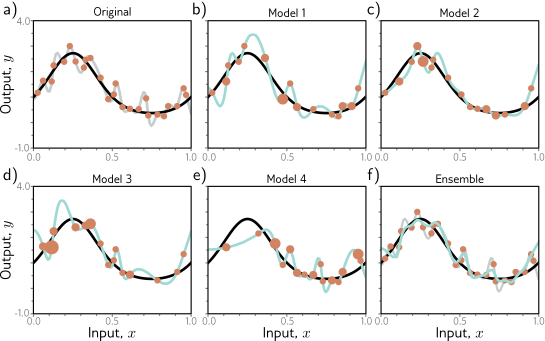 a) Original b) Model 1 c) Model 2
4.0
Output, y
-1.0
0.0 0.5 1.0 0.0 0.5 1.0 0.0 0.5 1.0
d) Model 3 e) Model 4 f) Ensemble
4.0
Output, y
-1.0
0.0 0.5 1.0 0.0 0.5 1.0 0.0 0.5 1.0
Input, x Input, x Input, x